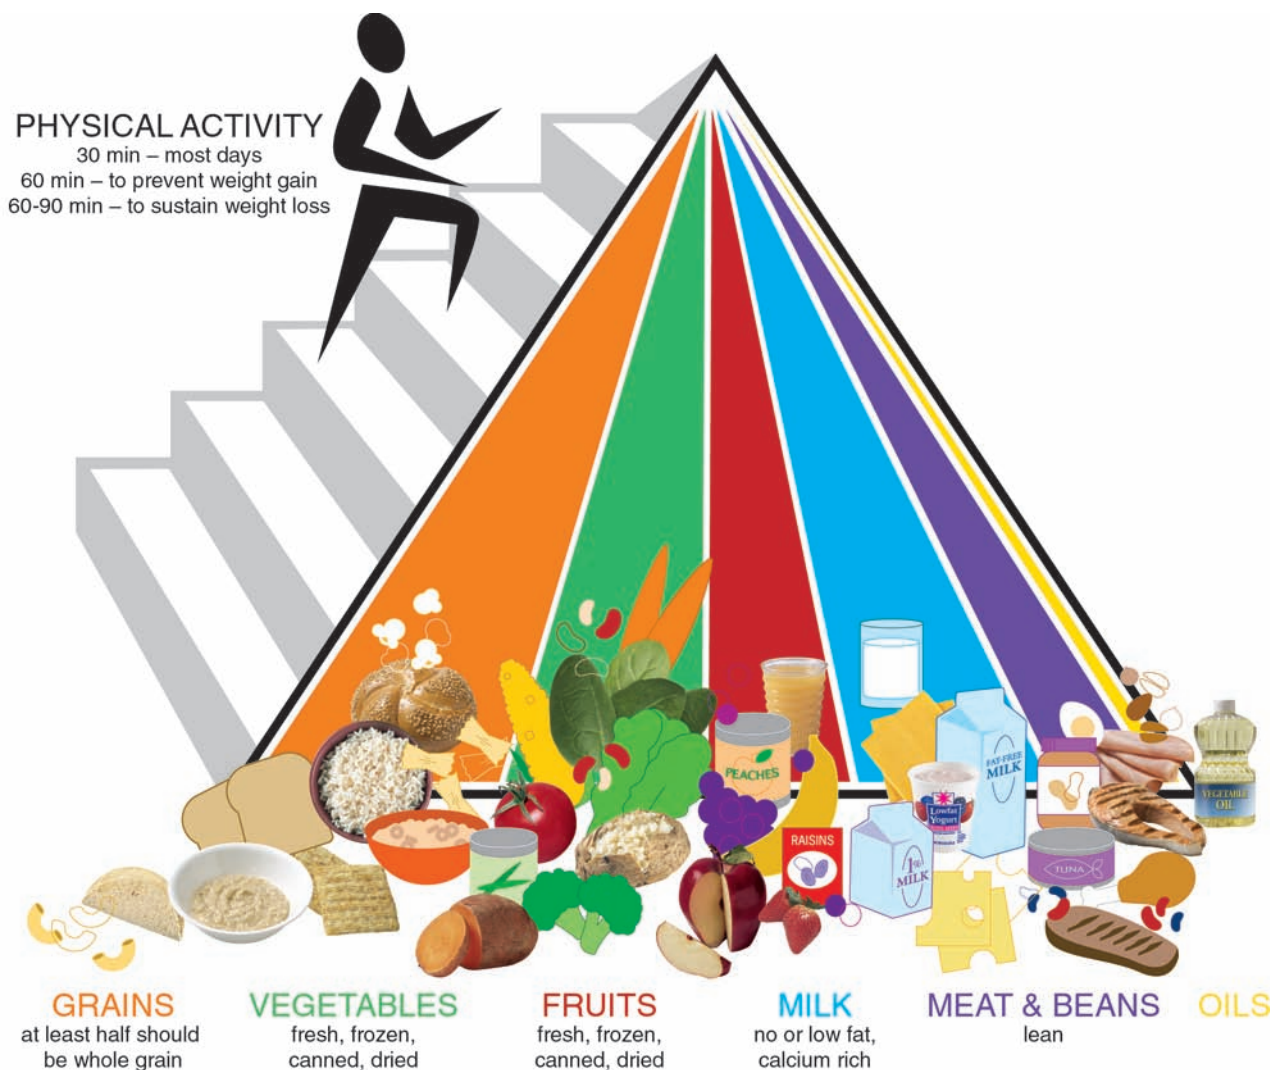 PHYSICAL ACTIVITY
30 min – most days
60 min – to prevent weight gain
60-90 min – to sustain weight loss
PEACHES
FAT-FREE
MILK
Lowfat
Yogurt
VEGETABLE
OIL
RAISINS
1%
MILK
TUNA
GRAINS
at least half should
be whole grain
VEGETABLES
fresh, frozen,
canned, dried
FRUITS
fresh, frozen,
canned, dried
MILK
no or low fat,
calcium rich
MEAT & BEANS
lean
OILS